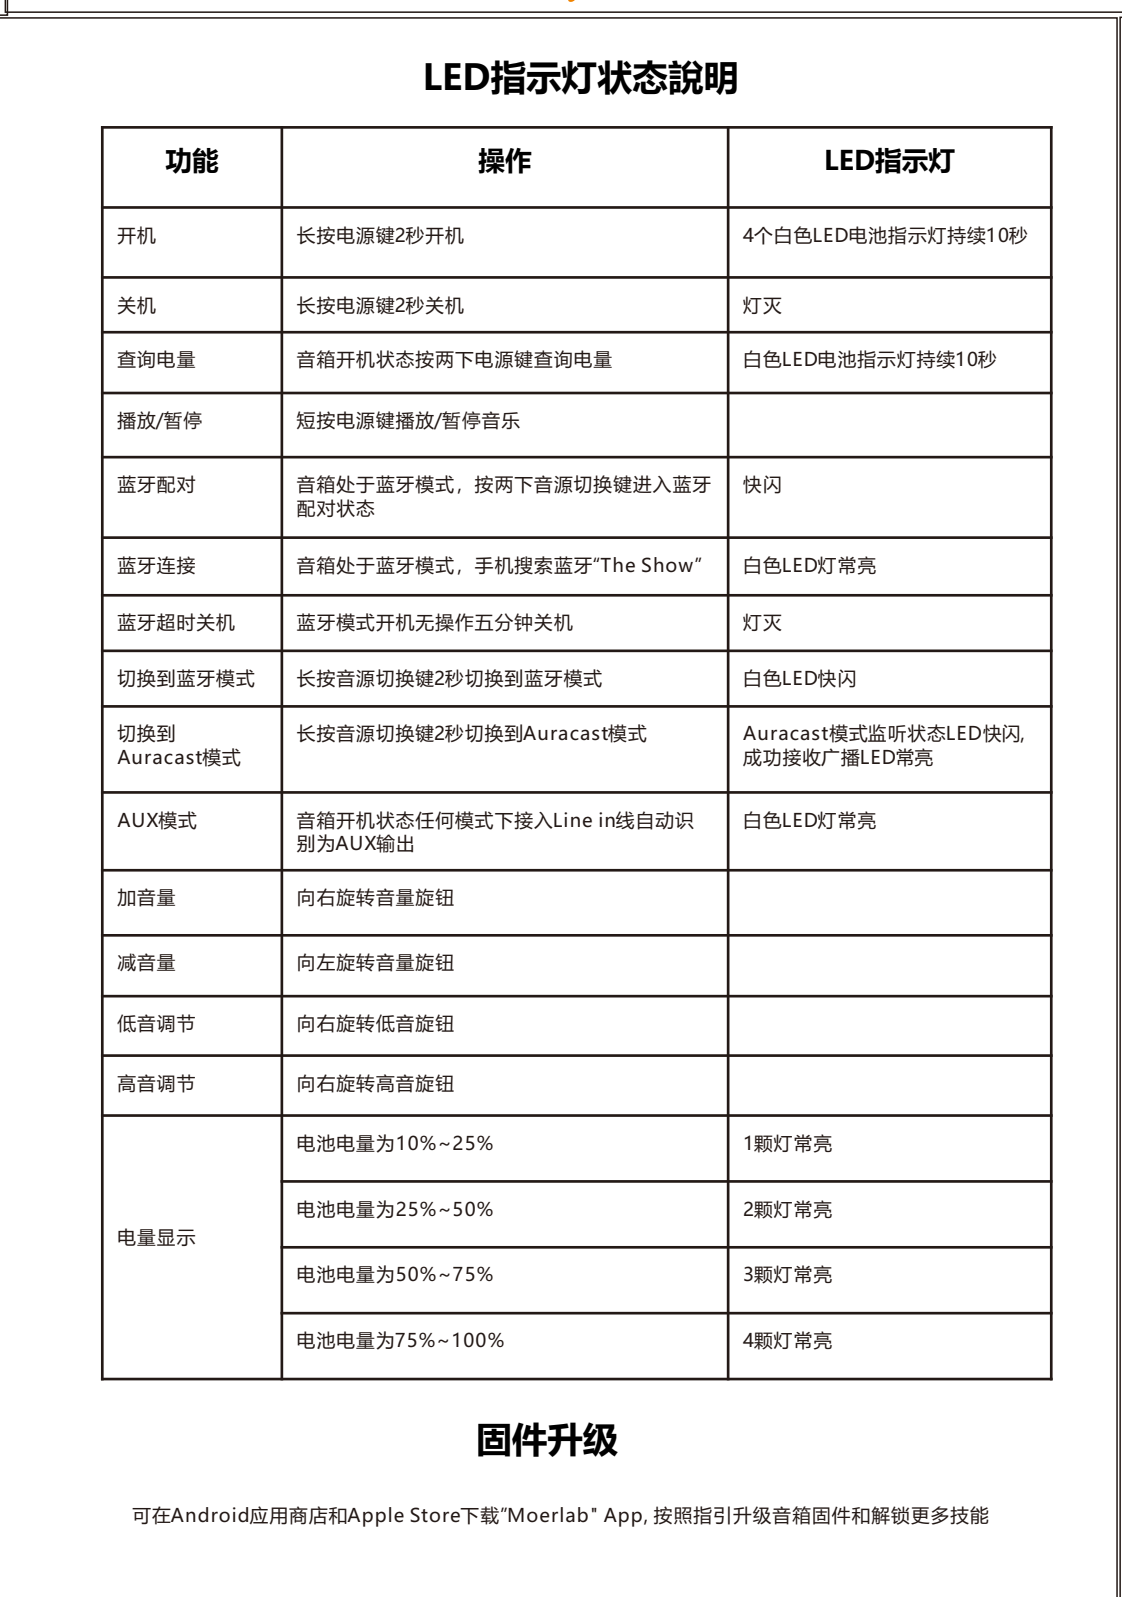 LED指示灯状态說明
功能 操作 LED指示灯
开机 长按电源键2秒开机 4个白色LED电池指示灯持续10秒
关机 长按电源键2秒关机 灯灭
查询电量 音箱开机状态按两下电源键查询电量 白色LED电池指示灯持续10秒
播放/暂停 短按电源键播放/暂停音乐
蓝牙配对 音箱处于蓝牙模式，按两下音源切换键进入蓝牙 快闪
配对状态
蓝牙连接 音箱处于蓝牙模式，手机搜索蓝牙“The Show” 白色LED灯常亮
蓝牙超时关机 蓝牙模式开机无操作五分钟关机 灯灭
切换到蓝牙模式 长按音源切换键2秒切换到蓝牙模式 白色LED快闪
切换到 长按音源切换键2秒切换到Auracast模式 Auracast模式监听状态LED快闪,
Auracast模式 成功接收广播LED常亮
AUX模式 音箱开机状态任何模式下接入Line in线自动识 白色LED灯常亮
别为AUX输出
加音量 向右旋转音量旋钮
减音量 向左旋转音量旋钮
低音调节 向右旋转低音旋钮
高音调节 向右旋转高音旋钮
电池电量为10%~25% 1颗灯常亮
电池电量为25%~50% 2颗灯常亮
电量显示
电池电量为50%~75% 3颗灯常亮
电池电量为75%~100% 4颗灯常亮
固件升级
可在Android应用商店和Apple Store下载“Moerlab" App, 按照指引升级音箱固件和解锁更多技能